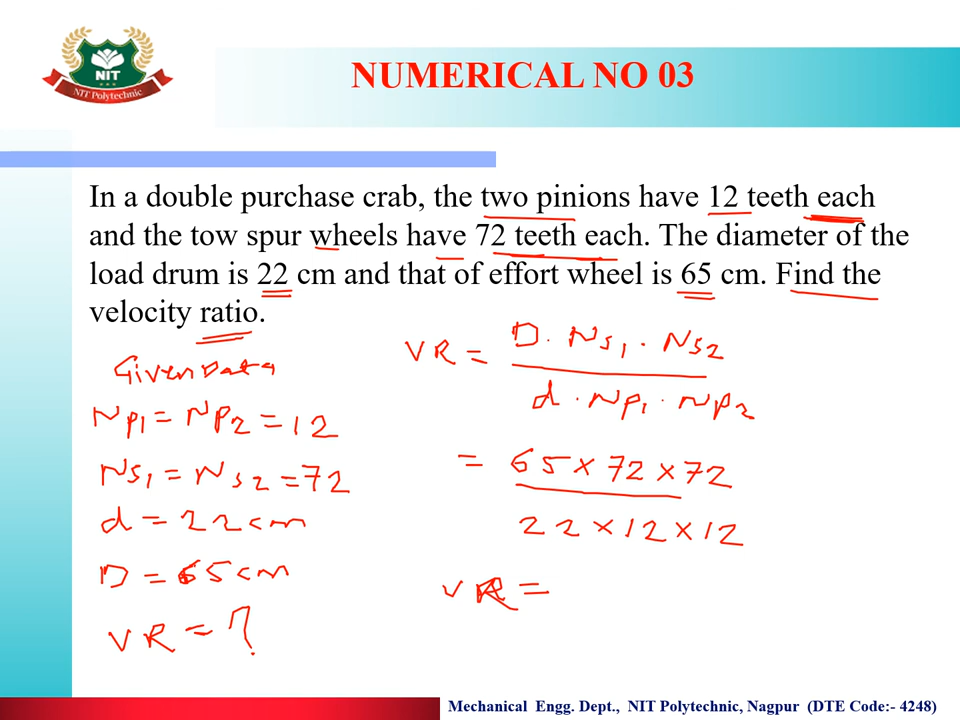 NIT
NIT Polytechnic
NUMERICAL NO 03
In a double purchase crab, the two pinions have 12 teeth each
and the tow spur wheels have 72 teeth each. The diameter of the
load drum is 22 cm and that of effort wheel is 65 cm. Find the
velocity ratio.
Given Data
Np1 = Np2 = 12
Ns1 = Ns2 = 72
d = 22 cm
D = 65 cm
VR = ?
VR = D . Ns1 . Ns2
d . Np1 . Np2
= 65 × 72 × 72
22 × 12 × 12
VR =
Mechanical Engg. Dept., NIT Polytechnic, Nagpur (DTE Code:- 4248)